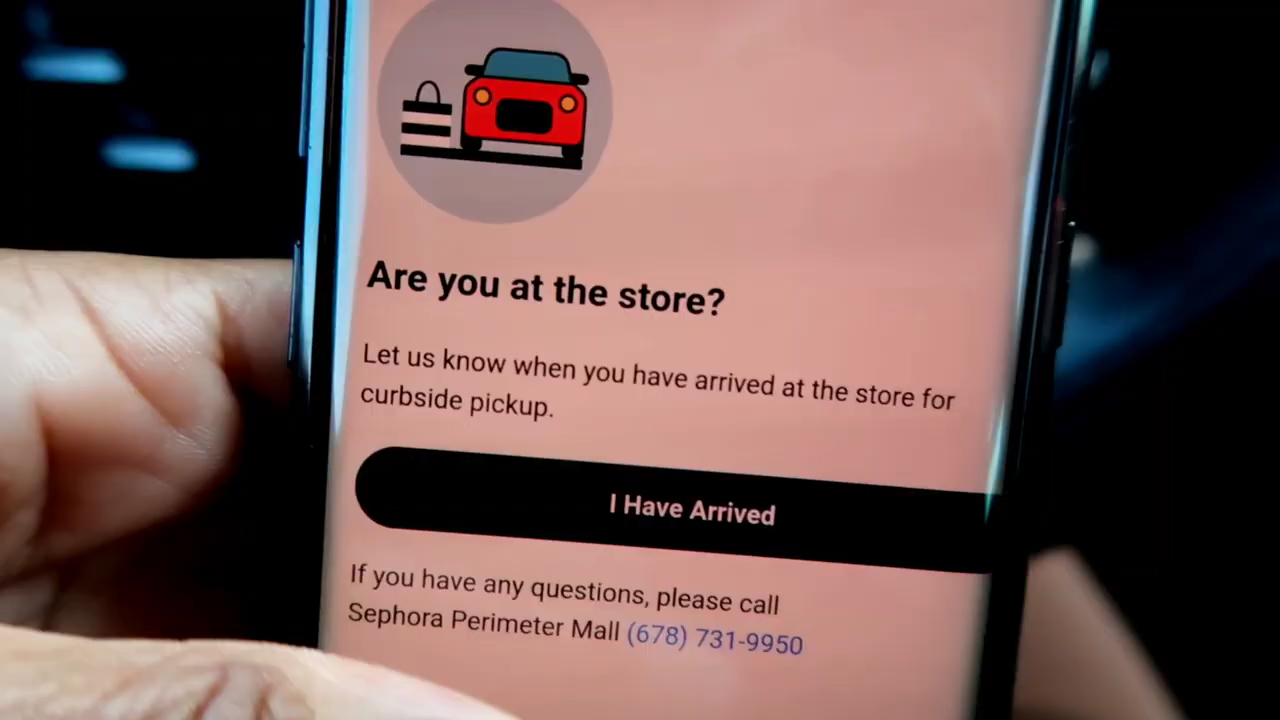 Are you at the store?
Let us know when you have arrived at the store for
curbside pickup.
I Have Arrived
If you have any questions, please call
Sephora Perimeter Mall (678) 731-9950